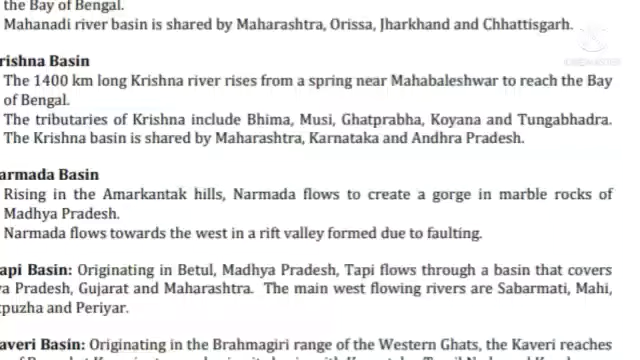 the Bay of Bengal.
Mahanadi river basin is shared by Maharashtra, Orissa, Jharkhand and Chhattisgarh.
rishna Basin
The 1400 km long Krishna river rises from a spring near Mahabaleshwar to reach the Bay
of Bengal.
The tributaries of Krishna include Bhima, Musi, Ghatprabha, Koyana and Tungabhadra.
The Krishna basin is shared by Maharashtra, Karnataka and Andhra Pradesh.
armada Basin
Rising in the Amarkantak hills, Narmada flows to create a gorge in marble rocks of
Madhya Pradesh.
Narmada flows towards the west in a rift valley formed due to faulting.
api Basin: Originating in Betul, Madhya Pradesh, Tapi flows through a basin that covers
ya Pradesh, Gujarat and Maharashtra. The main west flowing rivers are Sabarmati, Mahi,
puzha and Periyar.
averi Basin: Originating in the Brahmagiri range of the Western Ghats, the Kaveri reaches